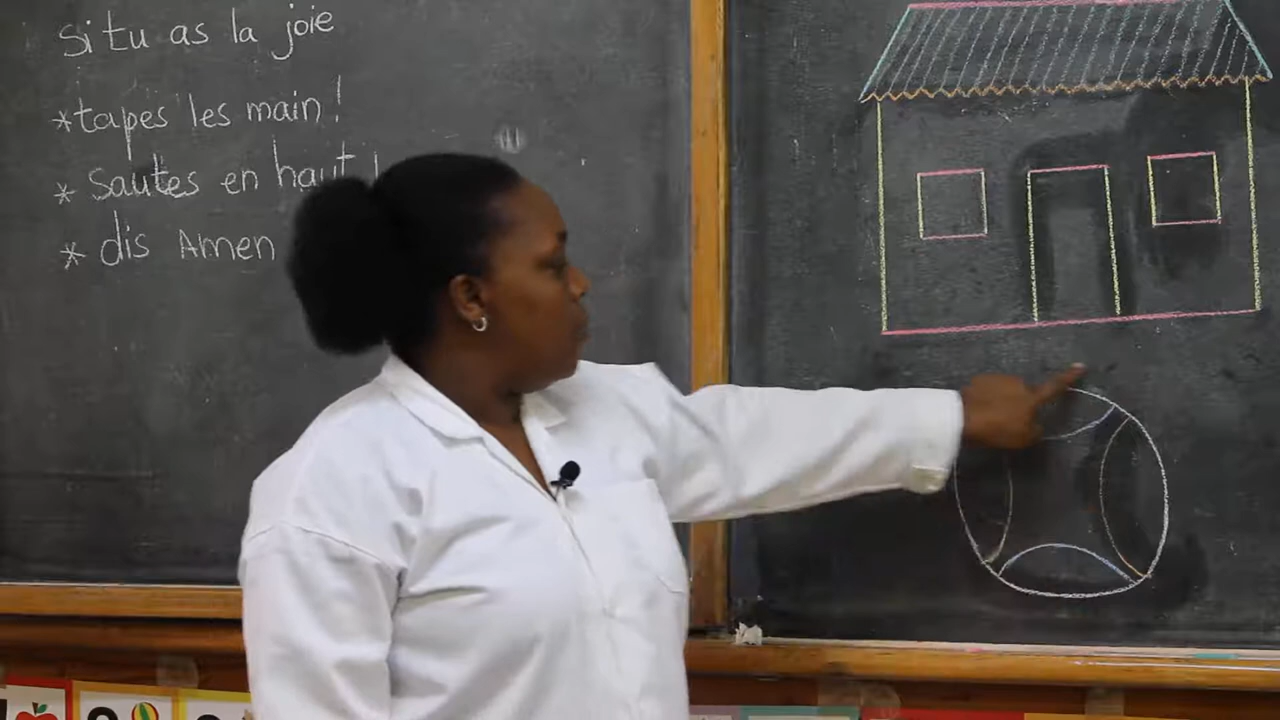 Si tu as la joie
*tapes les main!
* Sautes en haut!
* dis Amen